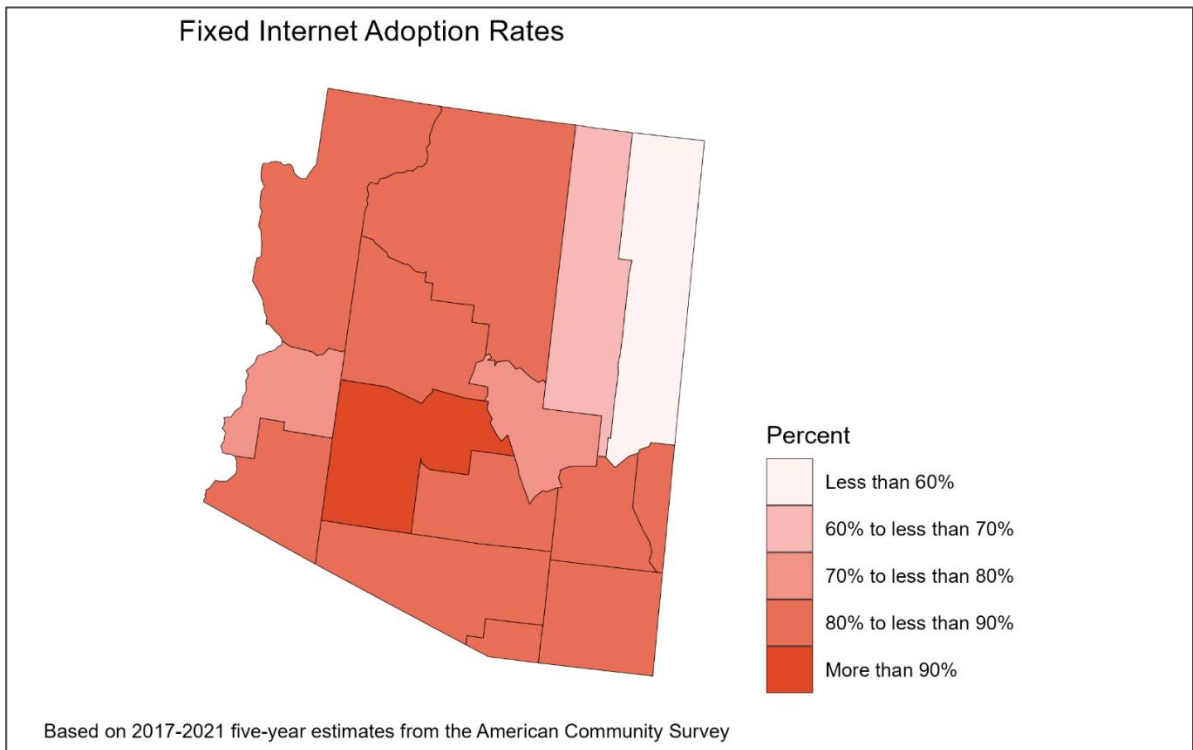 Fixed Internet Adoption Rates
Percent
Less than 60%
60% to less than 70%
70% to less than 80%
80% to less than 90%
More than 90%
Based on 2017-2021 five-year estimates from the American Community Survey